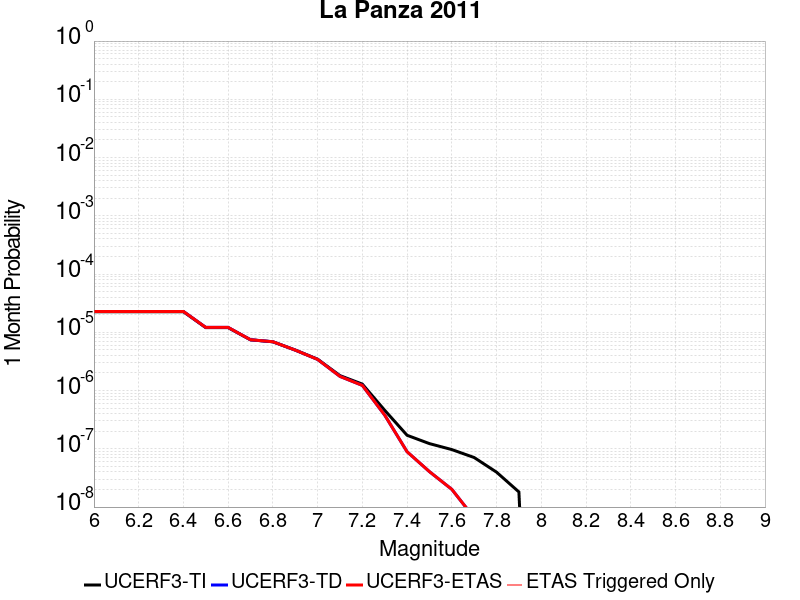 La Panza 2011
1 Month Probability
10^0
10^-1
10^-2
10^-3
10^-4
10^-5
10^-6
10^-7
10^-8
6 6.2 6.4 6.6 6.8 7 7.2 7.4 7.6 7.8 8 8.2 8.4 8.6 8.8 9
Magnitude
UCERF3-TI UCERF3-TD UCERF3-ETAS ETAS Triggered Only